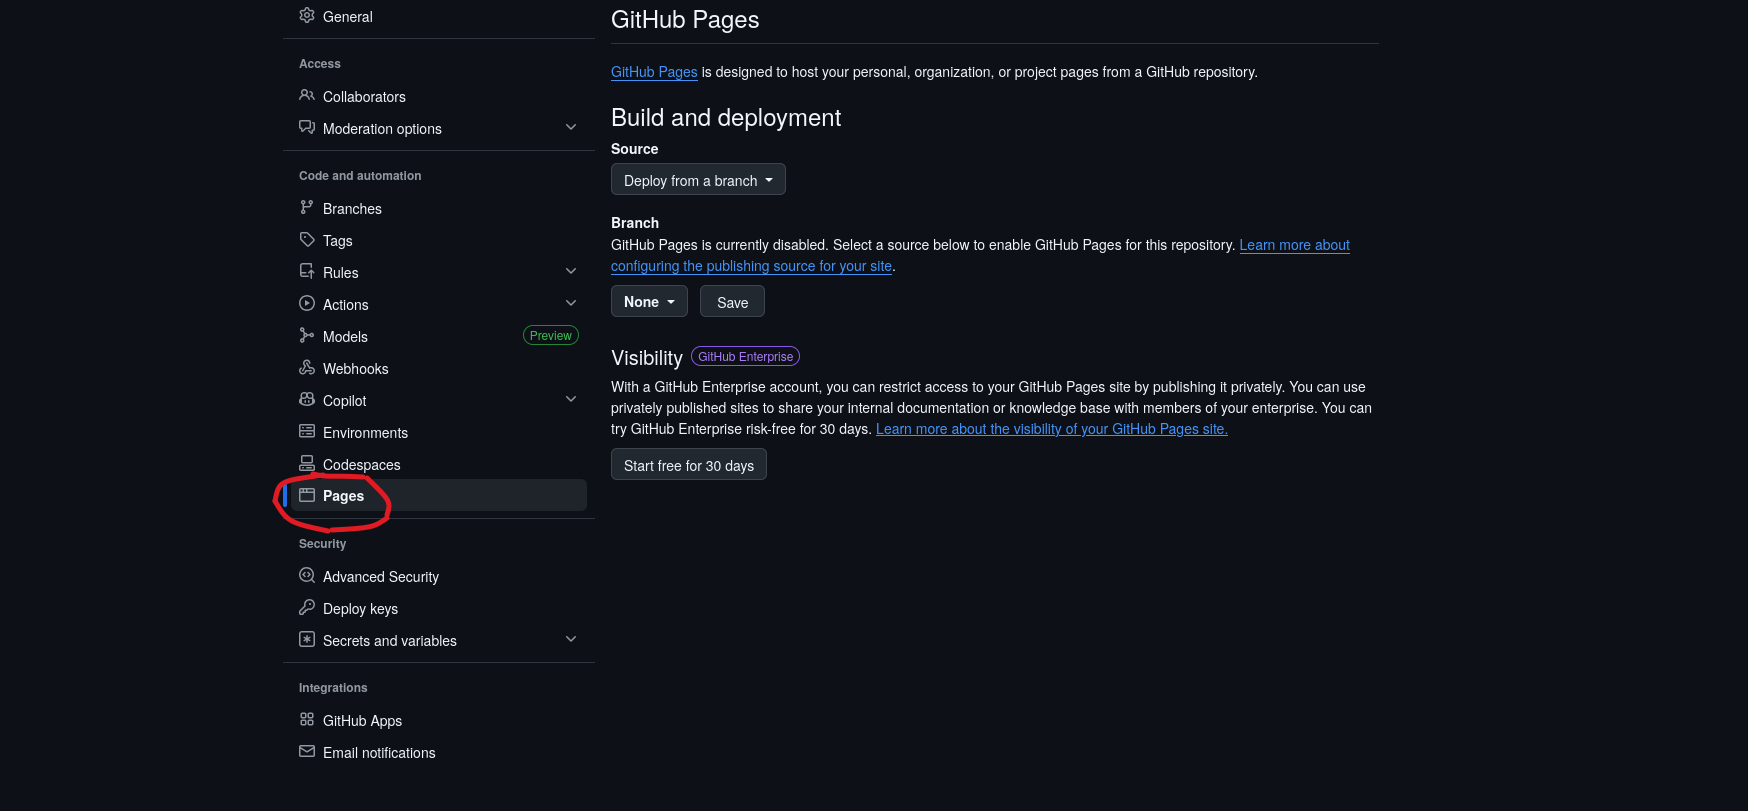 General
Access
Collaborators
Moderation options
Code and automation
Branches
Tags
Rules
Actions
Models Preview
Webhooks
Copilot
Environments
Codespaces
Pages
Security
Advanced Security
Deploy keys
Secrets and variables
Integrations
GitHub Apps
Email notifications
GitHub Pages
GitHub Pages is designed to host your personal, organization, or project pages from a GitHub repository.
Build and deployment
Source
Deploy from a branch
Branch
GitHub Pages is currently disabled. Select a source below to enable GitHub Pages for this repository. Learn more about
configuring the publishing source for your site.
None Save
Visibility GitHub Enterprise
With a GitHub Enterprise account, you can restrict access to your GitHub Pages site by publishing it privately. You can use
privately published sites to share your internal documentation or knowledge base with members of your enterprise. You can
try GitHub Enterprise risk-free for 30 days. Learn more about the visibility of your GitHub Pages site.
Start free for 30 days